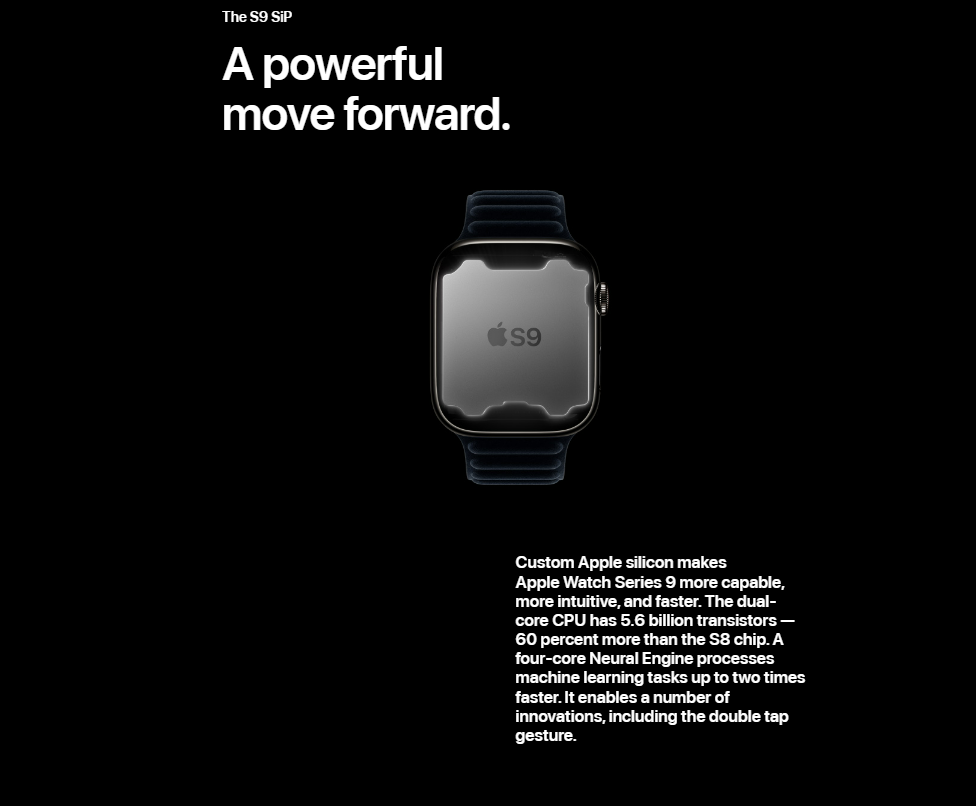 The S9 SiP
A powerful
move forward.
S9
Custom Apple silicon makes
Apple Watch Series 9 more capable,
more intuitive, and faster. The dual-
core CPU has 5.6 billion transistors —
60 percent more than the S8 chip. A
four-core Neural Engine processes
machine learning tasks up to two times
faster. It enables a number of
innovations, including the double tap
gesture.